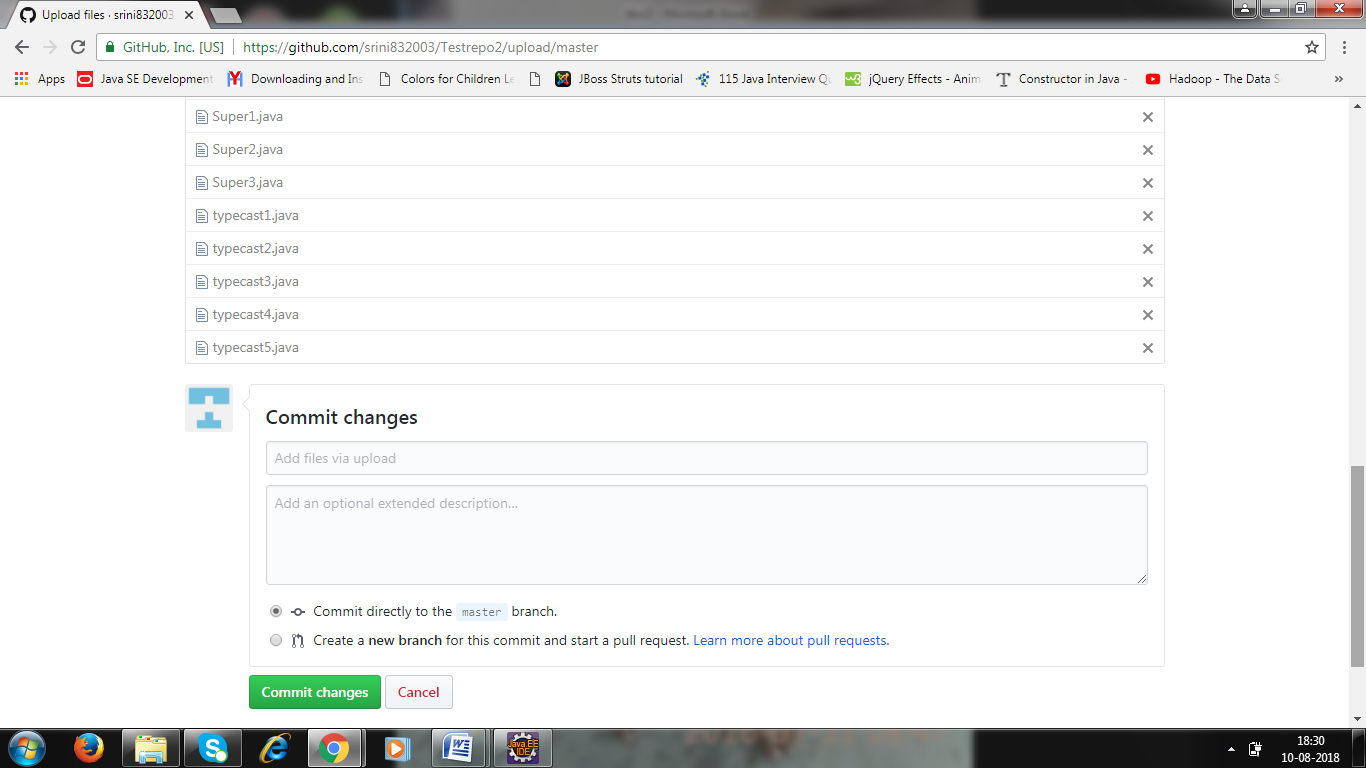 Upload files · srini832003
GitHub, Inc. [US] https://github.com/srini832003/Testrepo2/upload/master
Apps Java SE Development Downloading and Ins Colors for Children Le JBoss Struts tutorial 115 Java Interview Qu jQuery Effects - Anim Constructor in Java - Hadoop - The Data S »
Super1.java
Super2.java
Super3.java
typecast1.java
typecast2.java
typecast3.java
typecast4.java
typecast5.java
Commit changes
Add files via upload
Add an optional extended description...
Commit directly to the master branch.
Create a new branch for this commit and start a pull request. Learn more about pull requests.
Commit changes Cancel
Java EE
IDE
18:30
10-08-2018